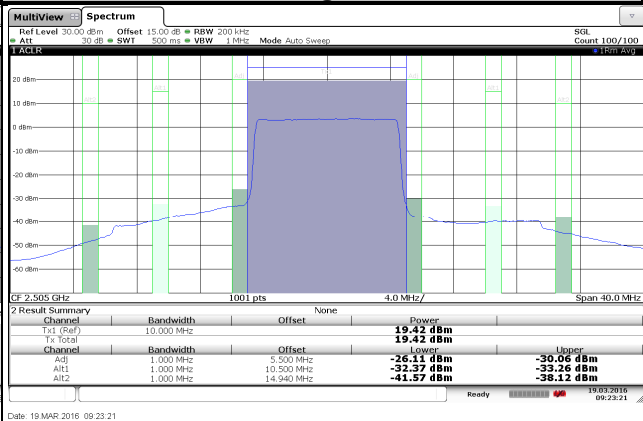 MultiView Spectrum
Ref Level 30.00 dBm Offset 15.00 dB RBW 200 kHz SGL
Att 30 dB SWT 500 ms VBW 1 MHz Mode Auto Sweep Count 100/100
1 ACLR 1Rm Avg
20 dBm
10 dBm
0 dBm
-10 dBm
-20 dBm
-30 dBm
-40 dBm
-50 dBm
-60 dBm
CF 2.505 GHz 1001 pts 4.0 MHz/ Span 40.0 MHz
2 Result Summary None
Channel Bandwidth Offset Power
Tx1 (Ref) 10.000 MHz 19.42 dBm
Tx Total 19.42 dBm
Channel Bandwidth Offset Lower Upper
Adj 1.000 MHz 5.500 MHz -26.11 dBm -30.06 dBm
Alt1 1.000 MHz 10.500 MHz -32.37 dBm -33.26 dBm
Alt2 1.000 MHz 14.940 MHz -41.57 dBm -38.12 dBm
Ready 19.03.2016
09:23:21
Date: 19.MAR.2016 09:23:21